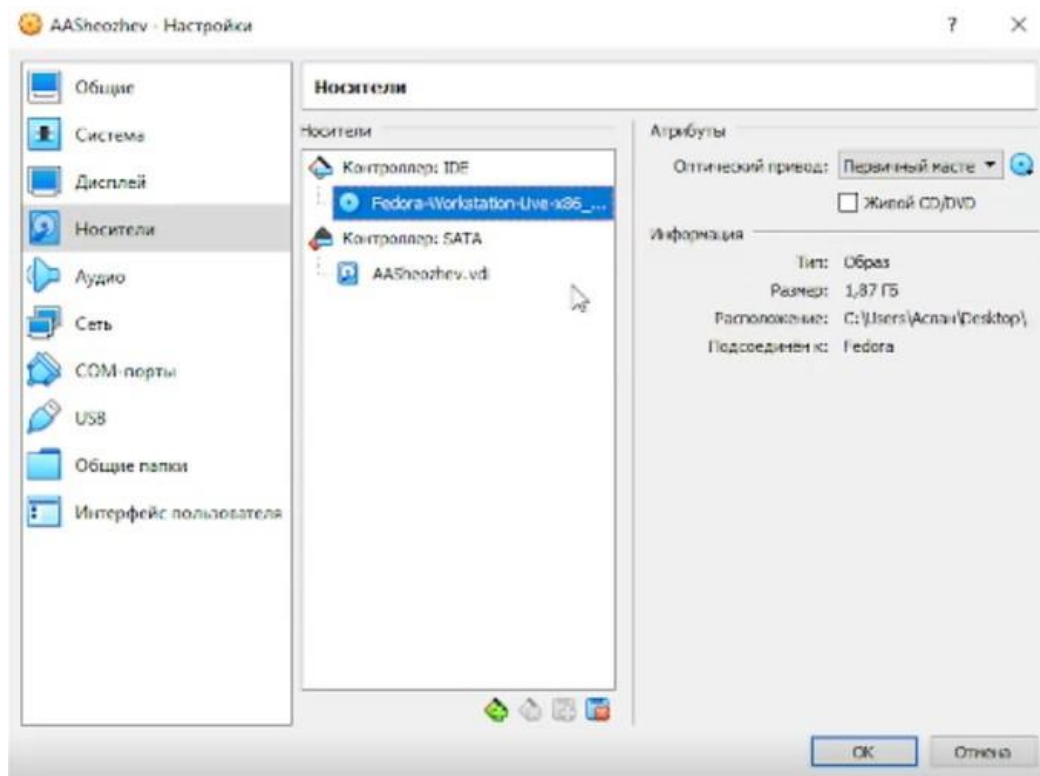 AASheozhev - Настройки
Общие
Система
Дисплей
Носители
Аудио
Сеть
COM-порты
USB
Общие папки
Интерфейс пользователя
Носители
Носители
Контроллер: IDE
Fedora-Workstation-Live-x86_...
Контроллер: SATA
AASheozhev.vdi
Атрибуты
Оптический привод: Первичный масте
Живой CD/DVD
Информация
Тип: Образ
Размер: 1,87 ГБ
Расположение: C:\Users\Аслан\Desktop\
Подсоединён к: Fedora
OK
Отмена